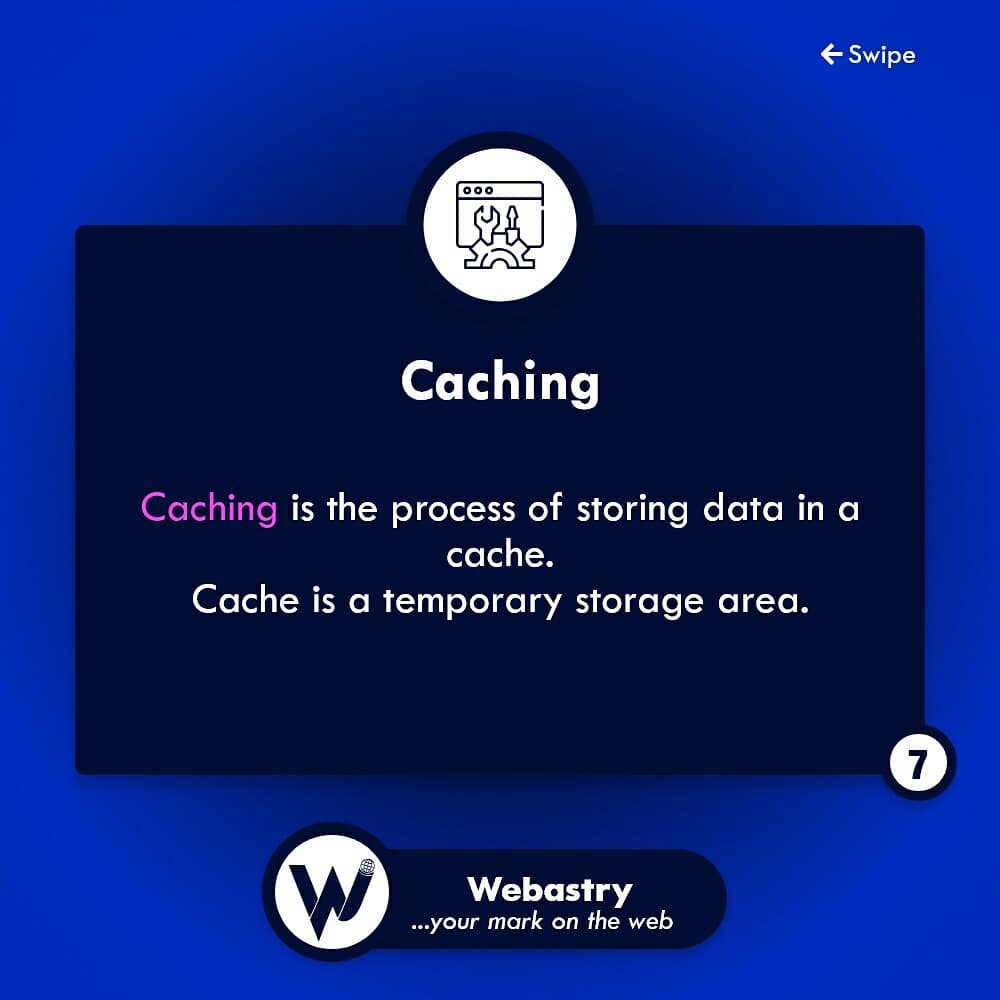 Swipe
Caching
Caching is the process of storing data in a
cache.
Cache is a temporary storage area.
7
Webastry
...your mark on the web